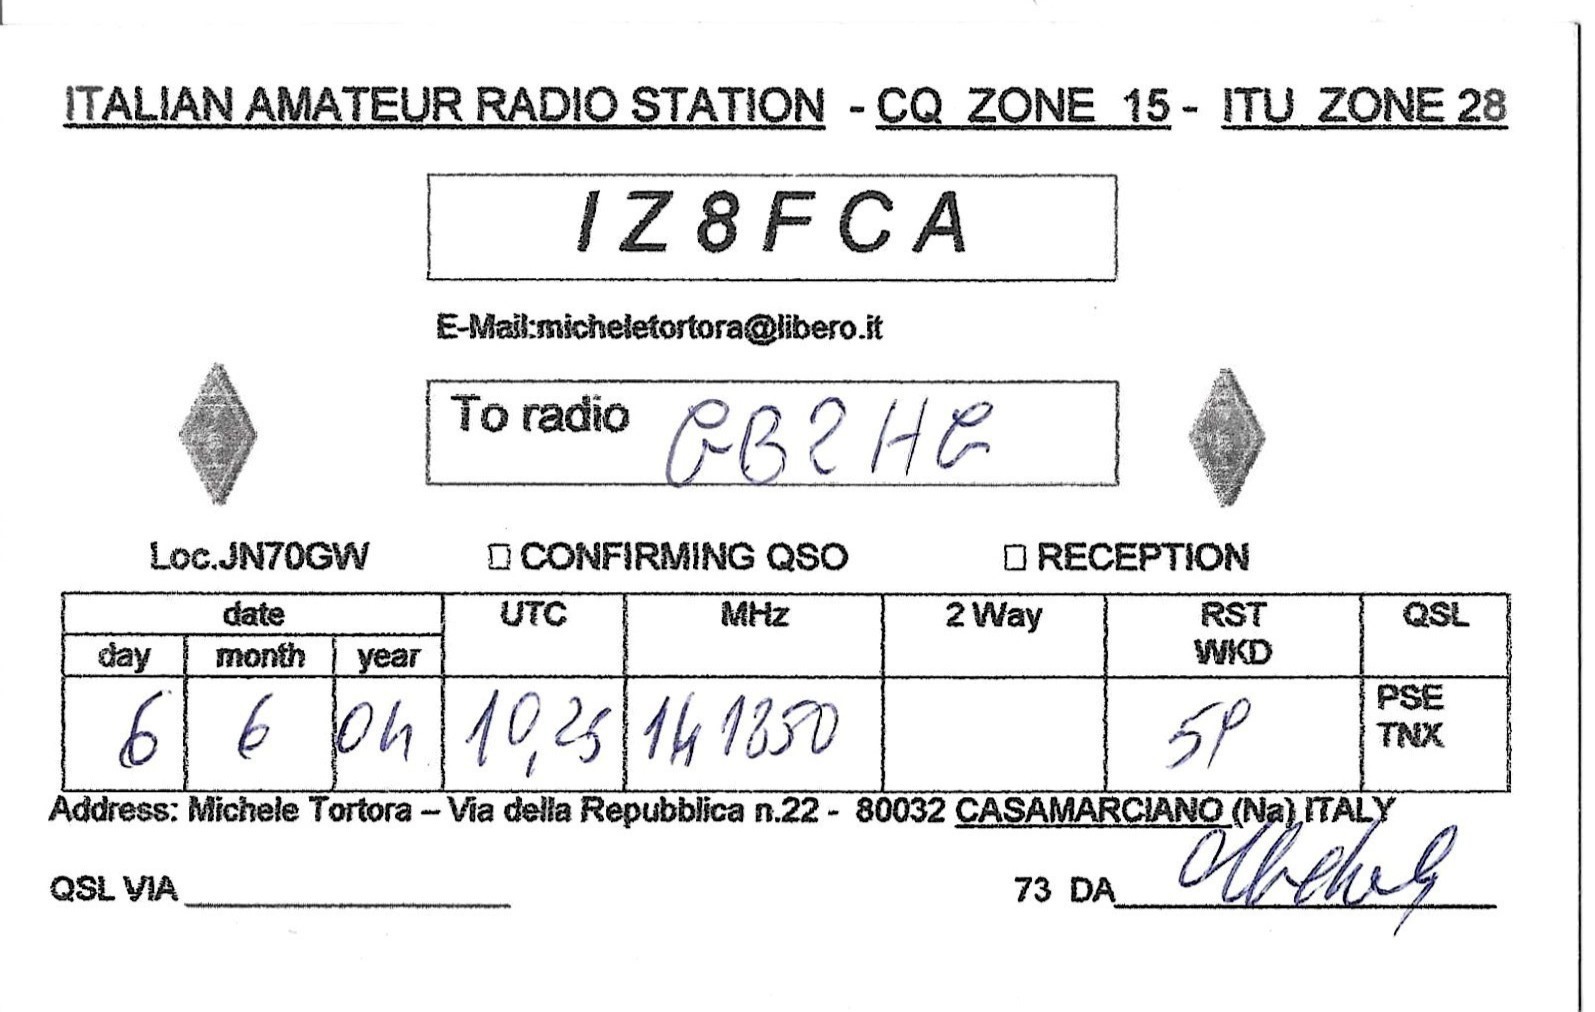 ITALIAN AMATEUR RADIO STATION - CQ ZONE 15 - ITU ZONE 28
IZ8FCA
E-Mail:micheletortora@libero.it
To radio GB2HG
Loc.JN70GW □ CONFIRMING QSO □ RECEPTION
date UTC MHz 2 Way RST QSL
day month year WKD
6 6 04 10,25 59 PSE
TNX
Address: Michele Tortora – Via della Repubblica n.22 - 80032 CASAMARCIANO (Na) ITALY
QSL VIA
73 DA